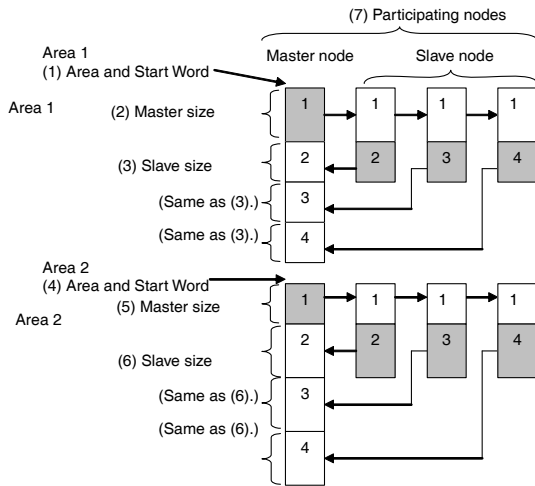 (7) Participating nodes
Area 1
(1) Area and Start Word
Master node
Slave node
Area 1
(2) Master size
1 1 1 1
(3) Slave size
2 2 3 4
(Same as (3).)
3
(Same as (3).)
4
Area 2
(4) Area and Start Word
(5) Master size
1 1 1 1
Area 2
(6) Slave size
2 2 3 4
(Same as (6).)
3
(Same as (6).)
4